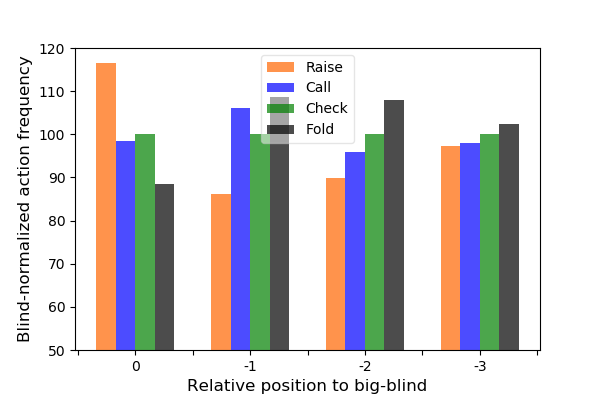 120
110
100
90
80
70
60
50
Blind-normalized action frequency
Raise
Call
Check
Fold
0 -1 -2 -3
Relative position to big-blind